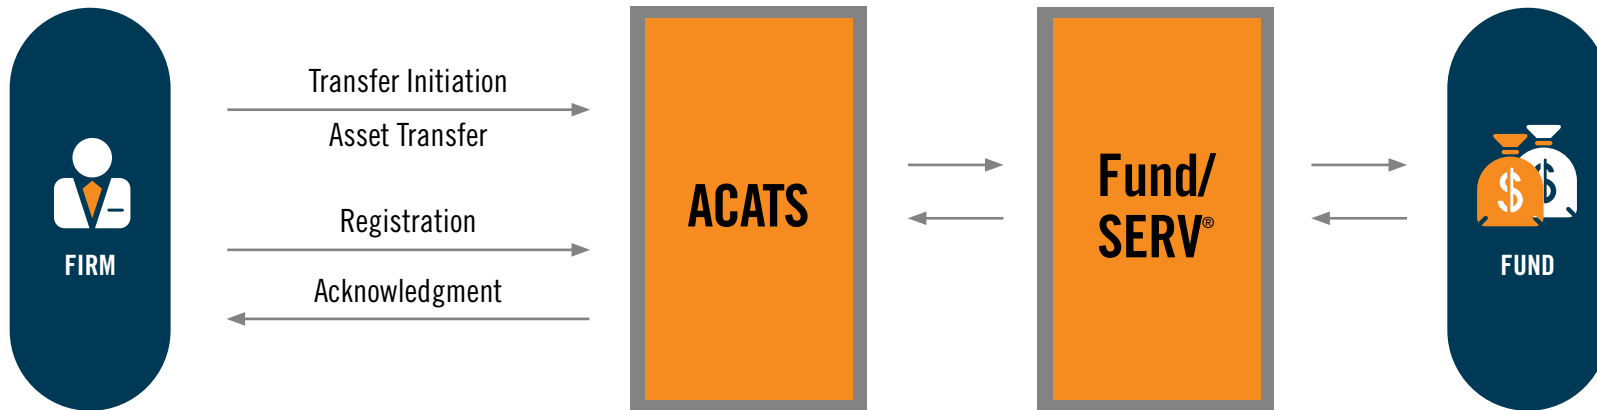 Transfer Initiation
Asset Transfer
Registration
Acknowledgment
FIRM
ACATS
Fund/
SERV®
$
$
FUND